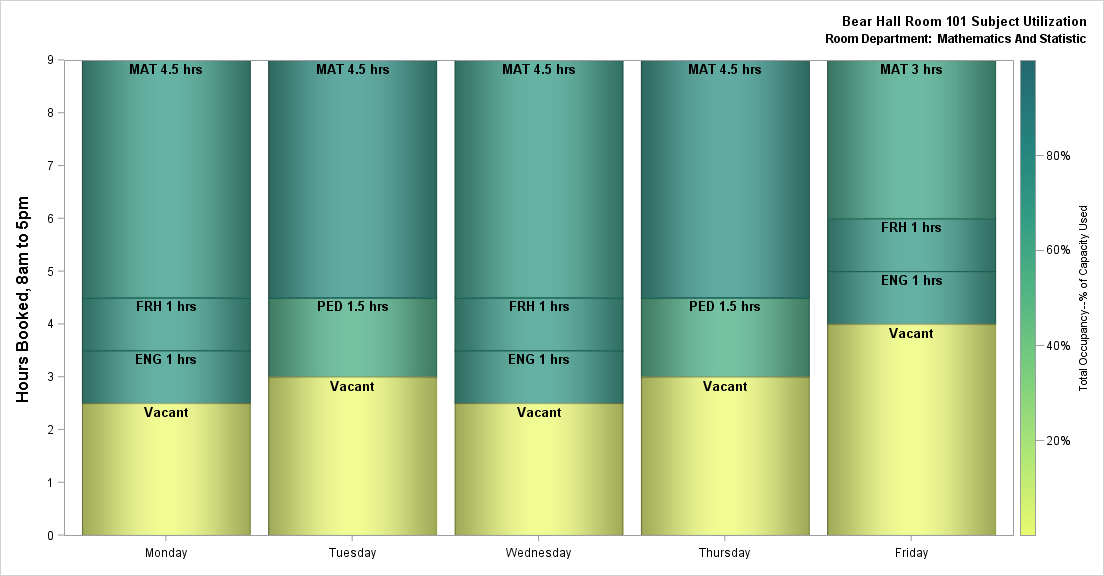 Bear Hall Room 101 Subject Utilization
Room Department: Mathematics And Statistic
Hours Booked, 8am to 5pm
9
8
7
6
5
4
3
2
1
0
MAT 4.5 hrs
FRH 1 hrs
ENG 1 hrs
Vacant
MAT 4.5 hrs
PED 1.5 hrs
Vacant
MAT 4.5 hrs
FRH 1 hrs
ENG 1 hrs
Vacant
MAT 4.5 hrs
PED 1.5 hrs
Vacant
MAT 3 hrs
FRH 1 hrs
ENG 1 hrs
Vacant
Monday
Tuesday
Wednesday
Thursday
Friday
80%
60%
40%
20%
Total Occupancy--% of Capacity Used